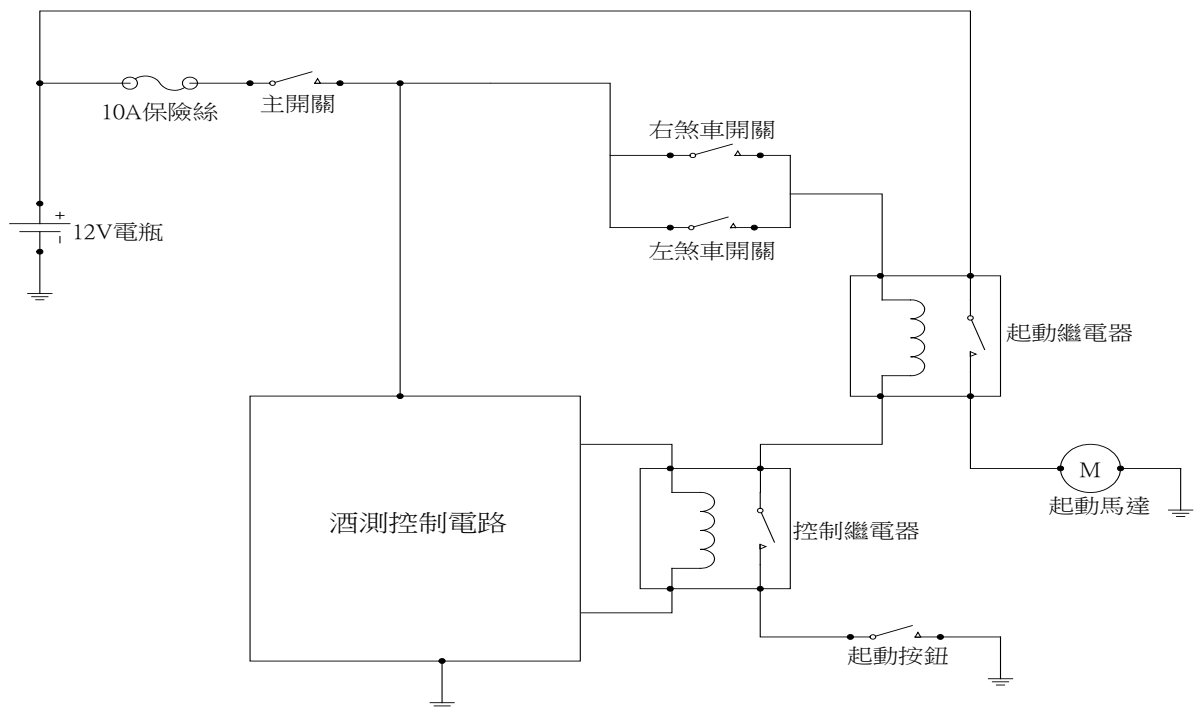 10A保險絲
主開關
右煞車開關
左煞車開關
+
12V電瓶
-
起動繼電器
M
起動馬達
酒測控制電路
控制繼電器
起動按鈕